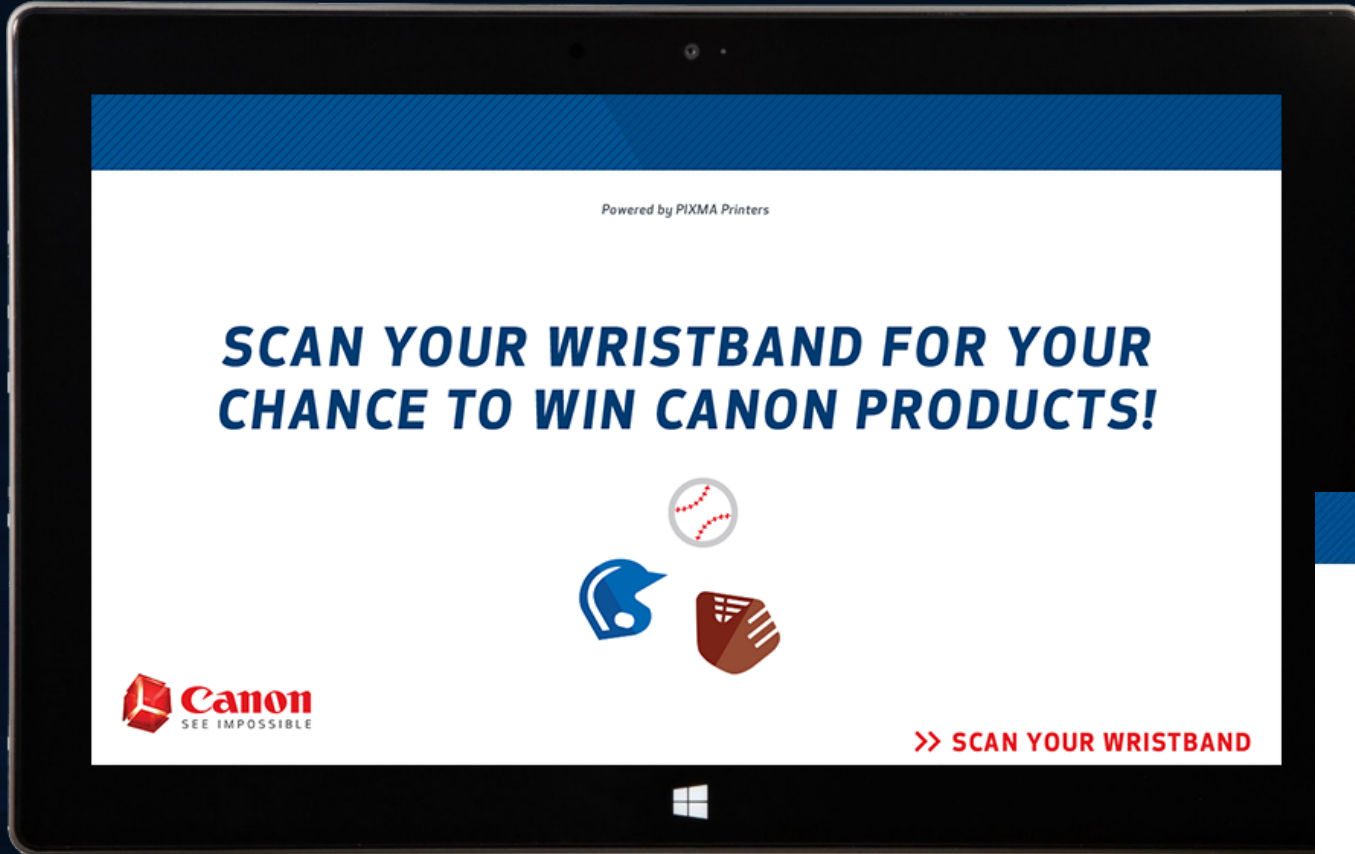 Powered by PIXMA Printers
SCAN YOUR WRISTBAND FOR YOUR
CHANCE TO WIN CANON PRODUCTS!
Canon
SEE IMPOSSIBLE
>> SCAN YOUR WRISTBAND